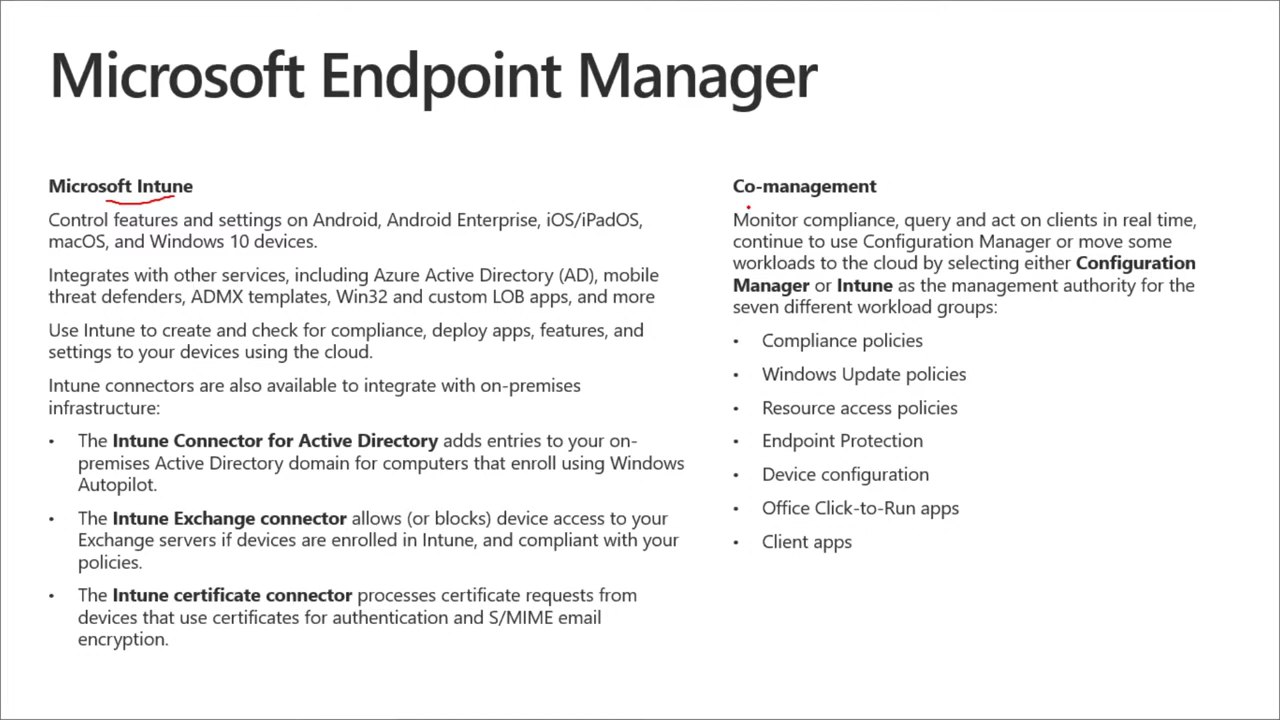 Microsoft Endpoint Manager
Microsoft Intune
Control features and settings on Android, Android Enterprise, iOS/iPadOS,
macOS, and Windows 10 devices.
Integrates with other services, including Azure Active Directory (AD), mobile
threat defenders, ADMX templates, Win32 and custom LOB apps, and more
Use Intune to create and check for compliance, deploy apps, features, and
settings to your devices using the cloud.
Intune connectors are also available to integrate with on-premises
infrastructure:
• The Intune Connector for Active Directory adds entries to your on-
premises Active Directory domain for computers that enroll using Windows
Autopilot.
• The Intune Exchange connector allows (or blocks) device access to your
Exchange servers if devices are enrolled in Intune, and compliant with your
policies.
• The Intune certificate connector processes certificate requests from
devices that use certificates for authentication and S/MIME email
encryption.
Co-management
Monitor compliance, query and act on clients in real time,
continue to use Configuration Manager or move some
workloads to the cloud by selecting either Configuration
Manager or Intune as the management authority for the
seven different workload groups:
• Compliance policies
• Windows Update policies
• Resource access policies
• Endpoint Protection
• Device configuration
• Office Click-to-Run apps
• Client apps